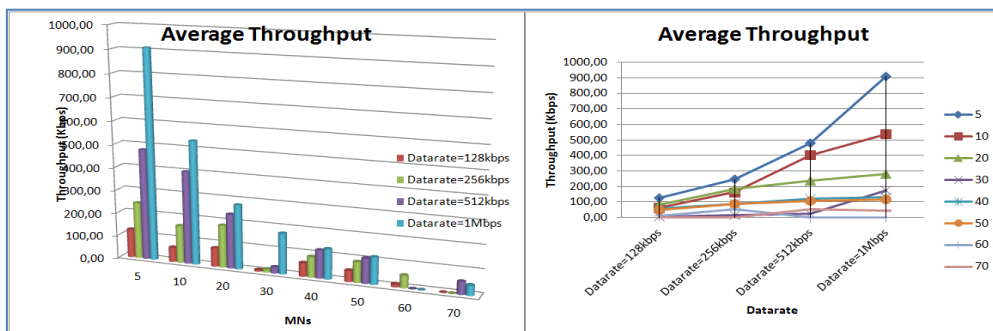 Average Throughput
1000,00
900,00
800,00
700,00
600,00
500,00
400,00
300,00
200,00
100,00
0,00
Throughput (Kbps)
Datarate=128kbps
Datarate=256kbps
Datarate=512kbps
Datarate=1Mbps
5 10 20 30 40 50 60 70
MNs
Average Throughput
1000,00
900,00
800,00
700,00
600,00
500,00
400,00
300,00
200,00
100,00
0,00
Throughput (Kbps)
Datarate=128kbps
Datarate=256kbps
Datarate=512kbps
Datarate=1Mbps
Datarate
5
10
20
30
40
50
60
70